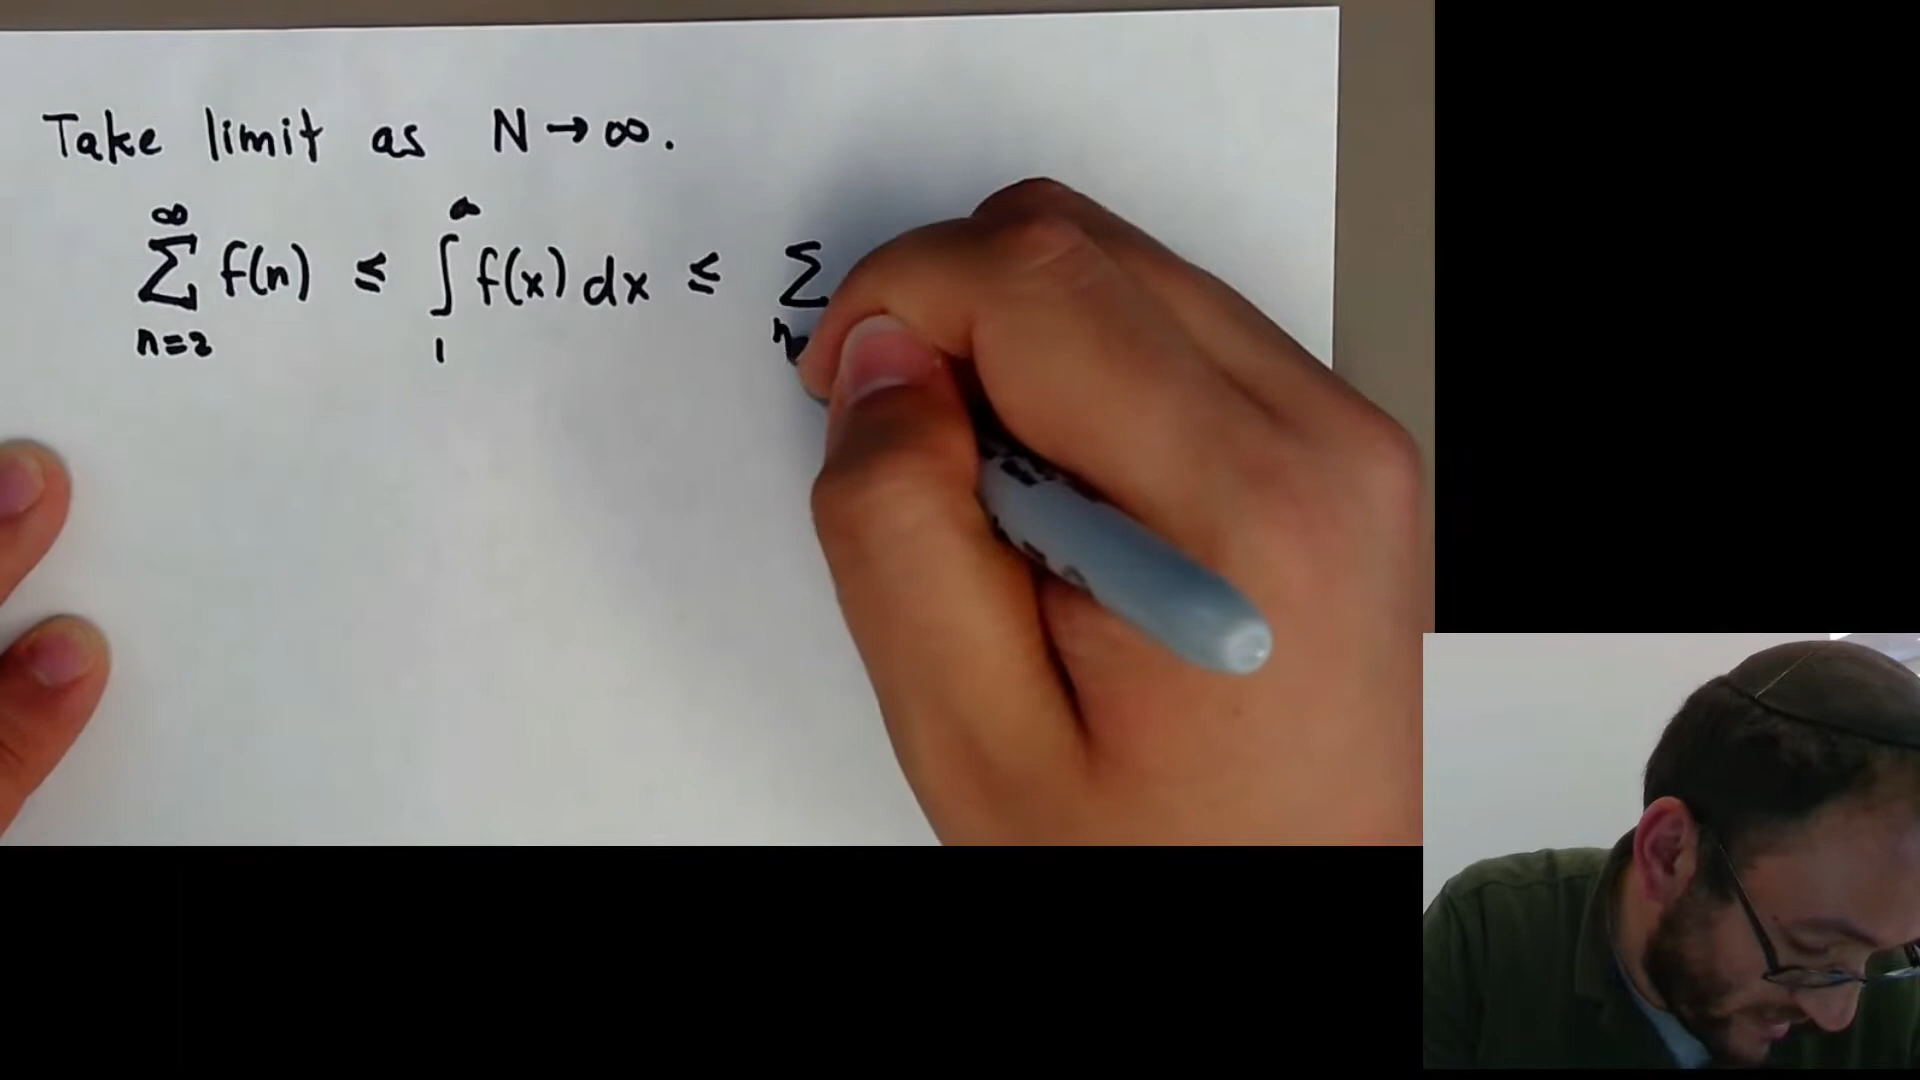 Take limit as N → ∞.
∞ ∑ n=2 f(n) ≤ ∞ ∫ 1 f(x) dx ≤ ∑ n